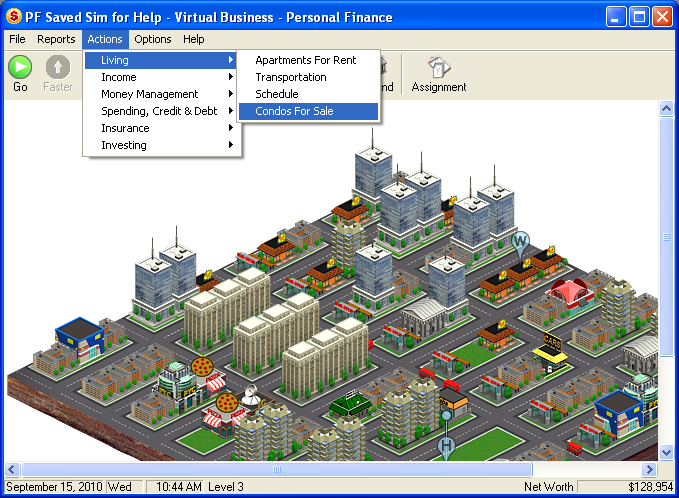 PF Saved Sim for Help - Virtual Business - Personal Finance
File Reports Actions Options Help
Go Faster Assignment
Living
Income
Money Management
Spending, Credit & Debt
Insurance
Investing
Apartments For Rent
Transportation
Schedule
Condos For Sale
W
CARS
H
September 15, 2010 Wed 10:44 AM Level 3 Net Worth $128,954